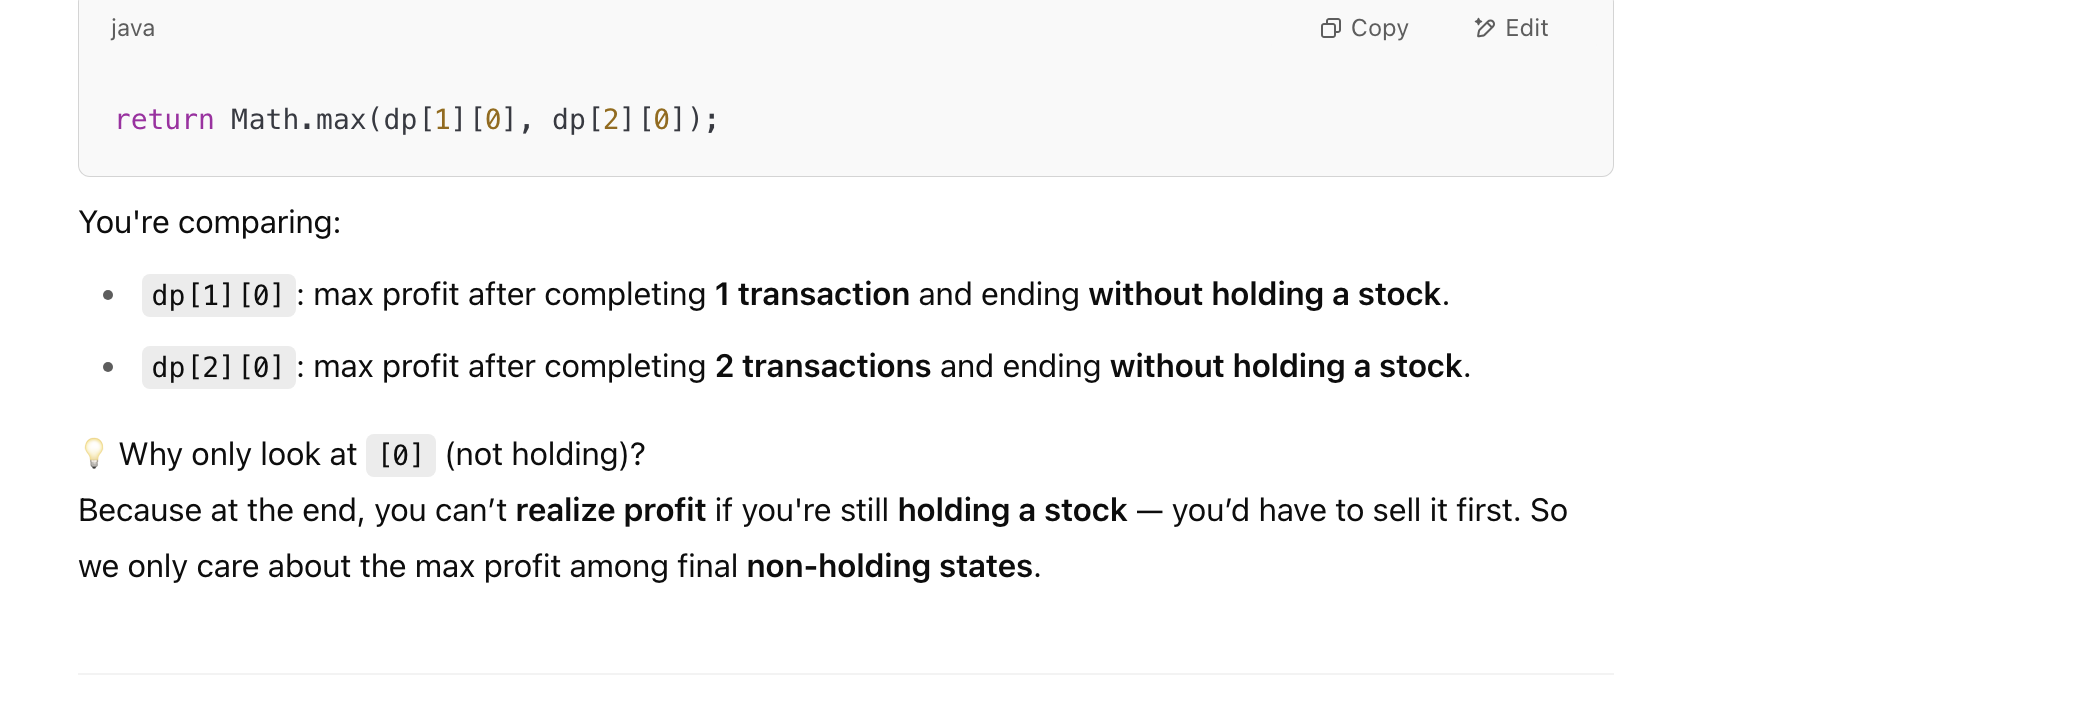 java Copy Edit
return Math.max(dp[1][0], dp[2][0]);
You're comparing:
• dp[1][0]: max profit after completing 1 transaction and ending without holding a stock.
• dp[2][0]: max profit after completing 2 transactions and ending without holding a stock.
💡 Why only look at [0] (not holding)?
Because at the end, you can’t realize profit if you're still holding a stock — you’d have to sell it first. So
we only care about the max profit among final non-holding states.